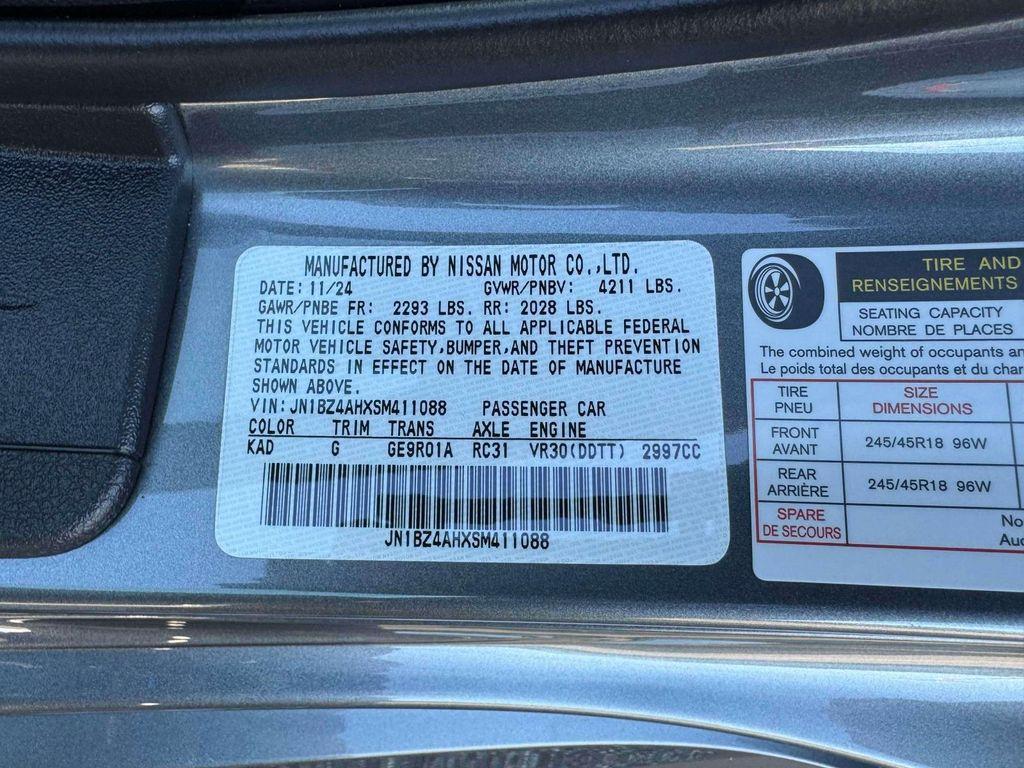 MANUFACTURED BY NISSAN MOTOR CO.,LTD.
DATE: 11/24 GVWR/PNBV: 4211 LBS.
GAWR/PNBE FR: 2293 LBS. RR: 2028 LBS.
THIS VEHICLE CONFORMS TO ALL APPLICABLE FEDERAL
MOTOR VEHICLE SAFETY,BUMPER,AND THEFT PREVENTION
STANDARDS IN EFFECT ON THE DATE OF MANUFACTURE
SHOWN ABOVE.
VIN:JN1BZ4AHXSM411088 PASSENGER CAR
COLOR TRIM TRANS AXLE ENGINE
KAD G GE9R01A RC31 VR30(DDTT) 2997CC
JN1BZ4AHXSM411088
TIRE AND
RENSEIGNEMENTS
SEATING CAPACITY
NOMBRE DE PLACES
The combined weight of occupants an
Le poids total des occupants et du char
TIRE SIZE
PNEU DIMENSIONS
FRONT
AVANT 245/45R18 96W
REAR
ARRIÈRE 245/45R18 96W
SPARE No
DE SECOURS Auc